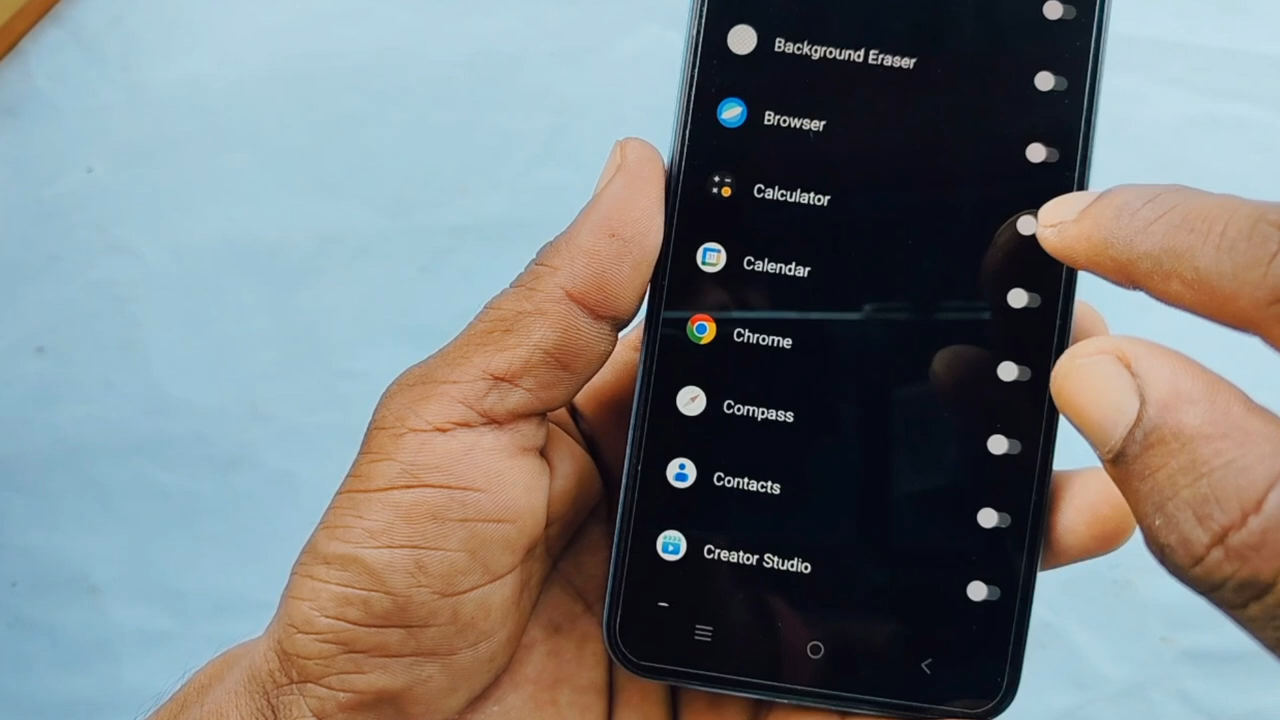 Background Eraser
Browser
Calculator
Calendar
Chrome
Compass
Contacts
Creator Studio